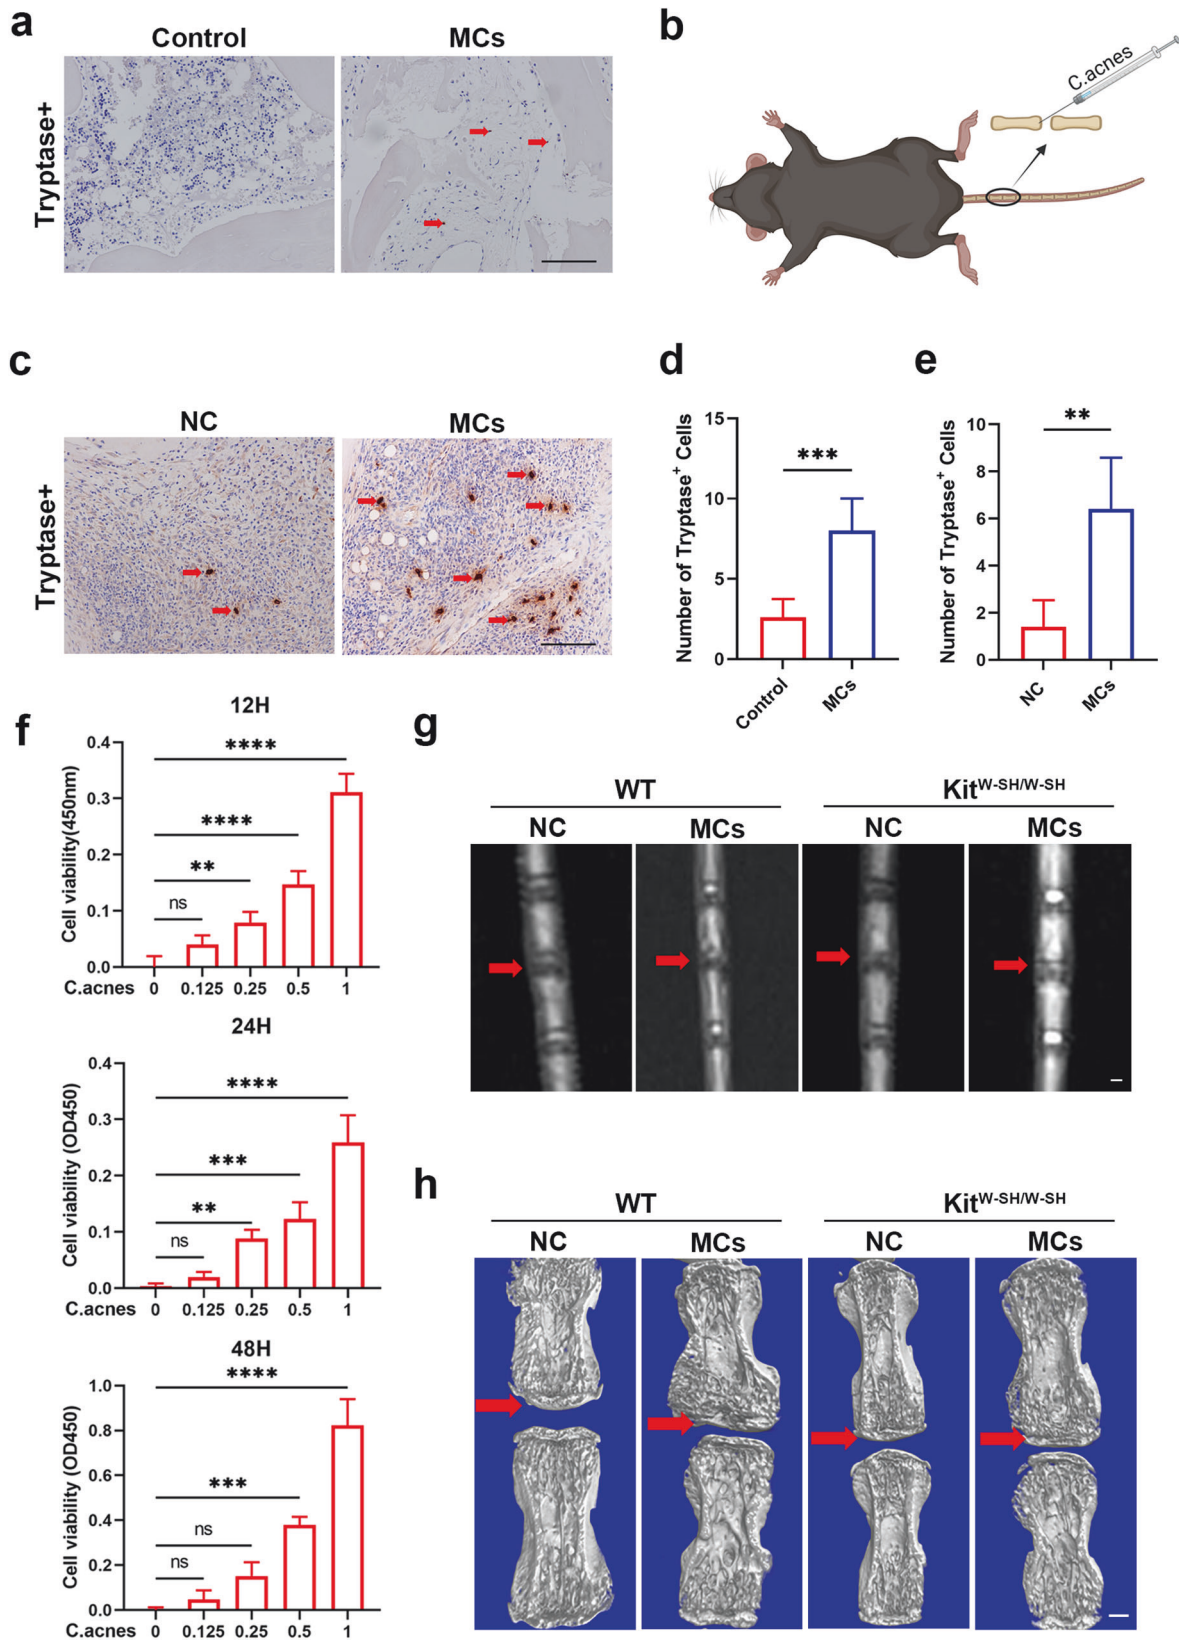 a
Control
MCs
Tryptase+
b
C.acnes
c
NC
MCs
Tryptase+
d
Number of Tryptase+ Cells
15
10
5
0
***
Control
MCs
e
Number of Tryptase+ Cells
10
8
6
4
2
0
**
NC
MCs
f
12H
Cell viability(450nm)
0.4
0.3
0.2
0.1
0.0
****
****
**
ns
C.acnes 0 0.125 0.25 0.5 1
24H
Cell viability (OD450)
0.4
0.3
0.2
0.1
0.0
****
***
**
ns
C.acnes 0 0.125 0.25 0.5 1
48H
Cell viability (OD450)
1.0
0.8
0.6
0.4
0.2
0.0
****
***
ns
ns
C.acnes 0 0.125 0.25 0.5 1
g
WT
KitW-SH/W-SH
NC
MCs
NC
MCs
h
WT
KitW-SH/W-SH
NC
MCs
NC
MCs